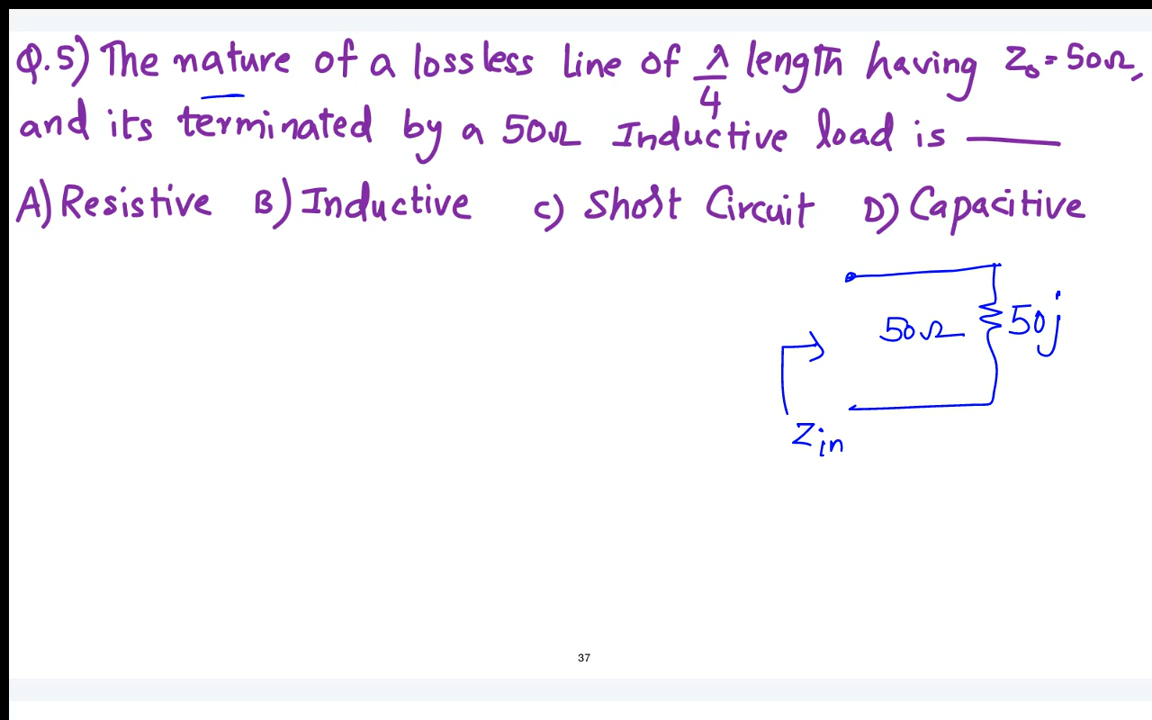 Q.5) The nature of a lossless line of λ/4 length having Z₀=50Ω,
and its terminated by a 50Ω Inductive load is ____
A) Resistive B) Inductive C) Short Circuit D) Capacitive
50Ω 50j
Zin
37